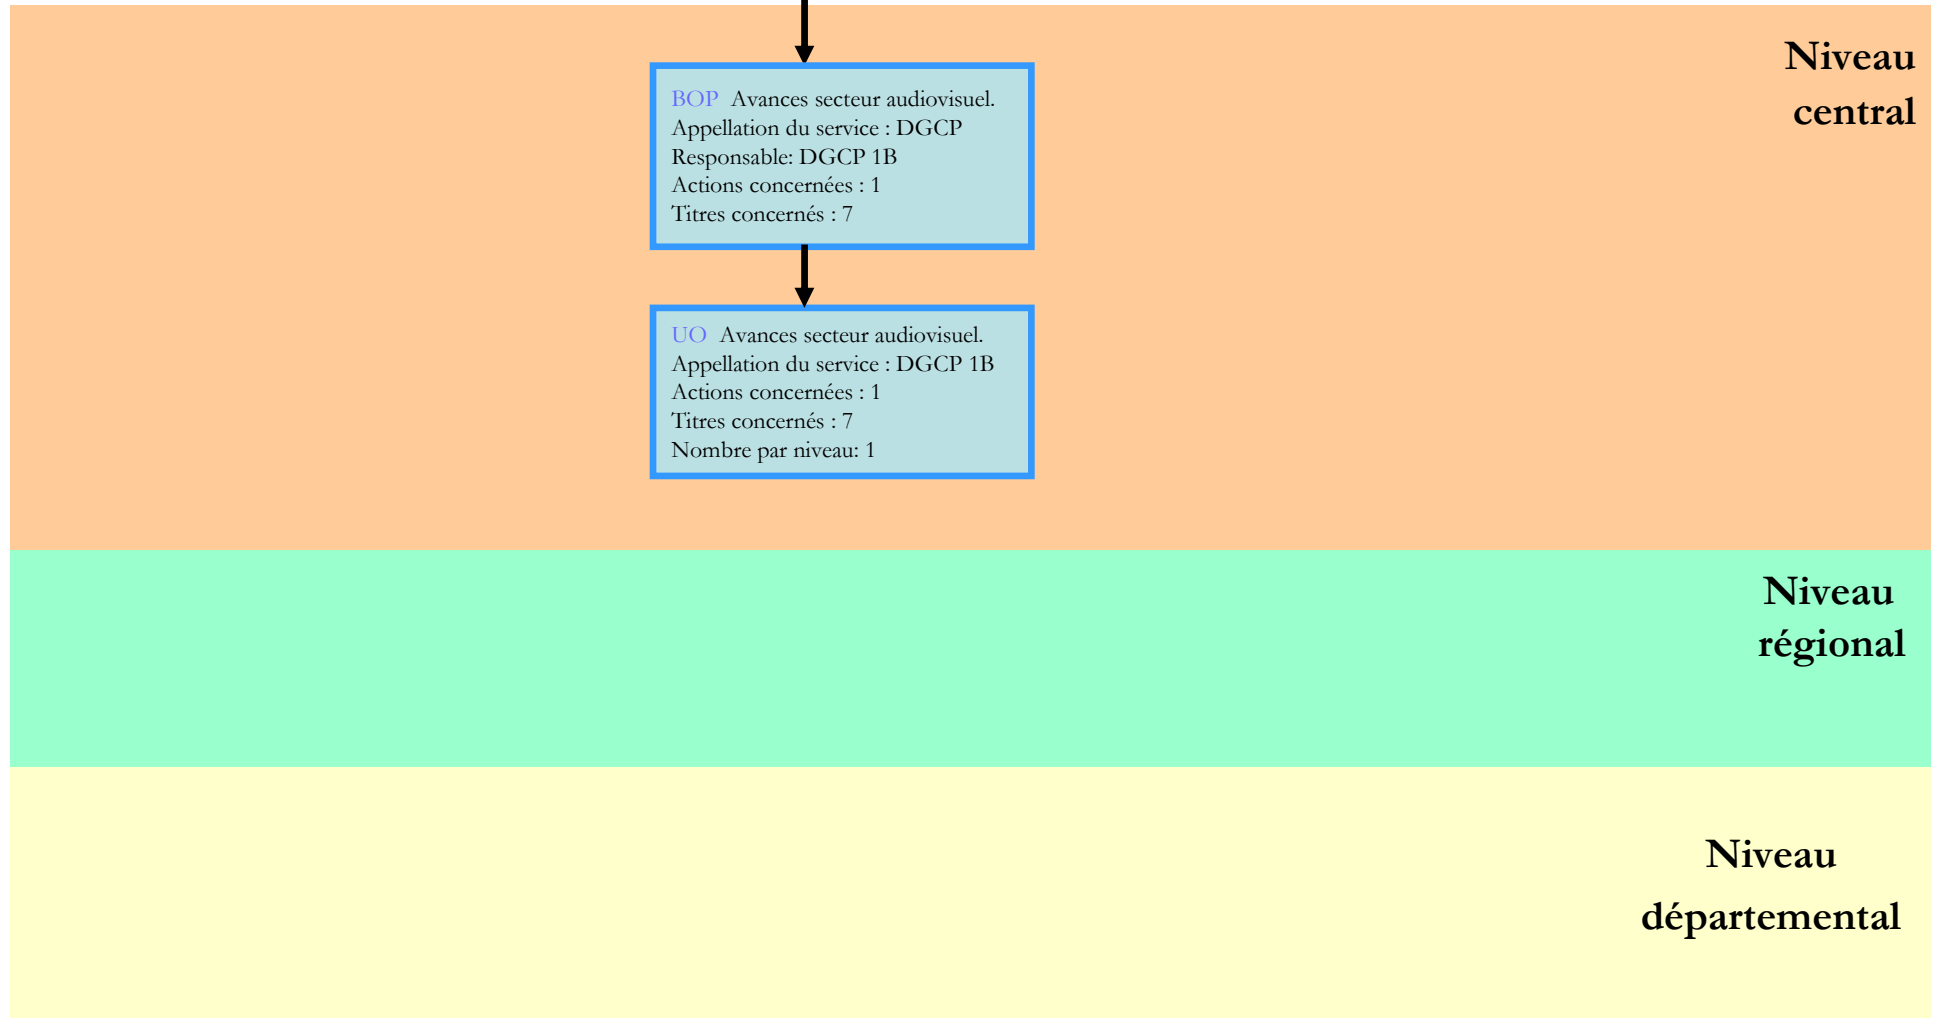 Niveau
central
BOP Avances secteur audiovisuel.
Appellation du service : DGCP
Responsable: DGCP 1B
Actions concernées : 1
Titres concernés : 7
UO Avances secteur audiovisuel.
Appellation du service : DGCP 1B
Actions concernées : 1
Titres concernés : 7
Nombre par niveau: 1
Niveau
régional
Niveau
départemental